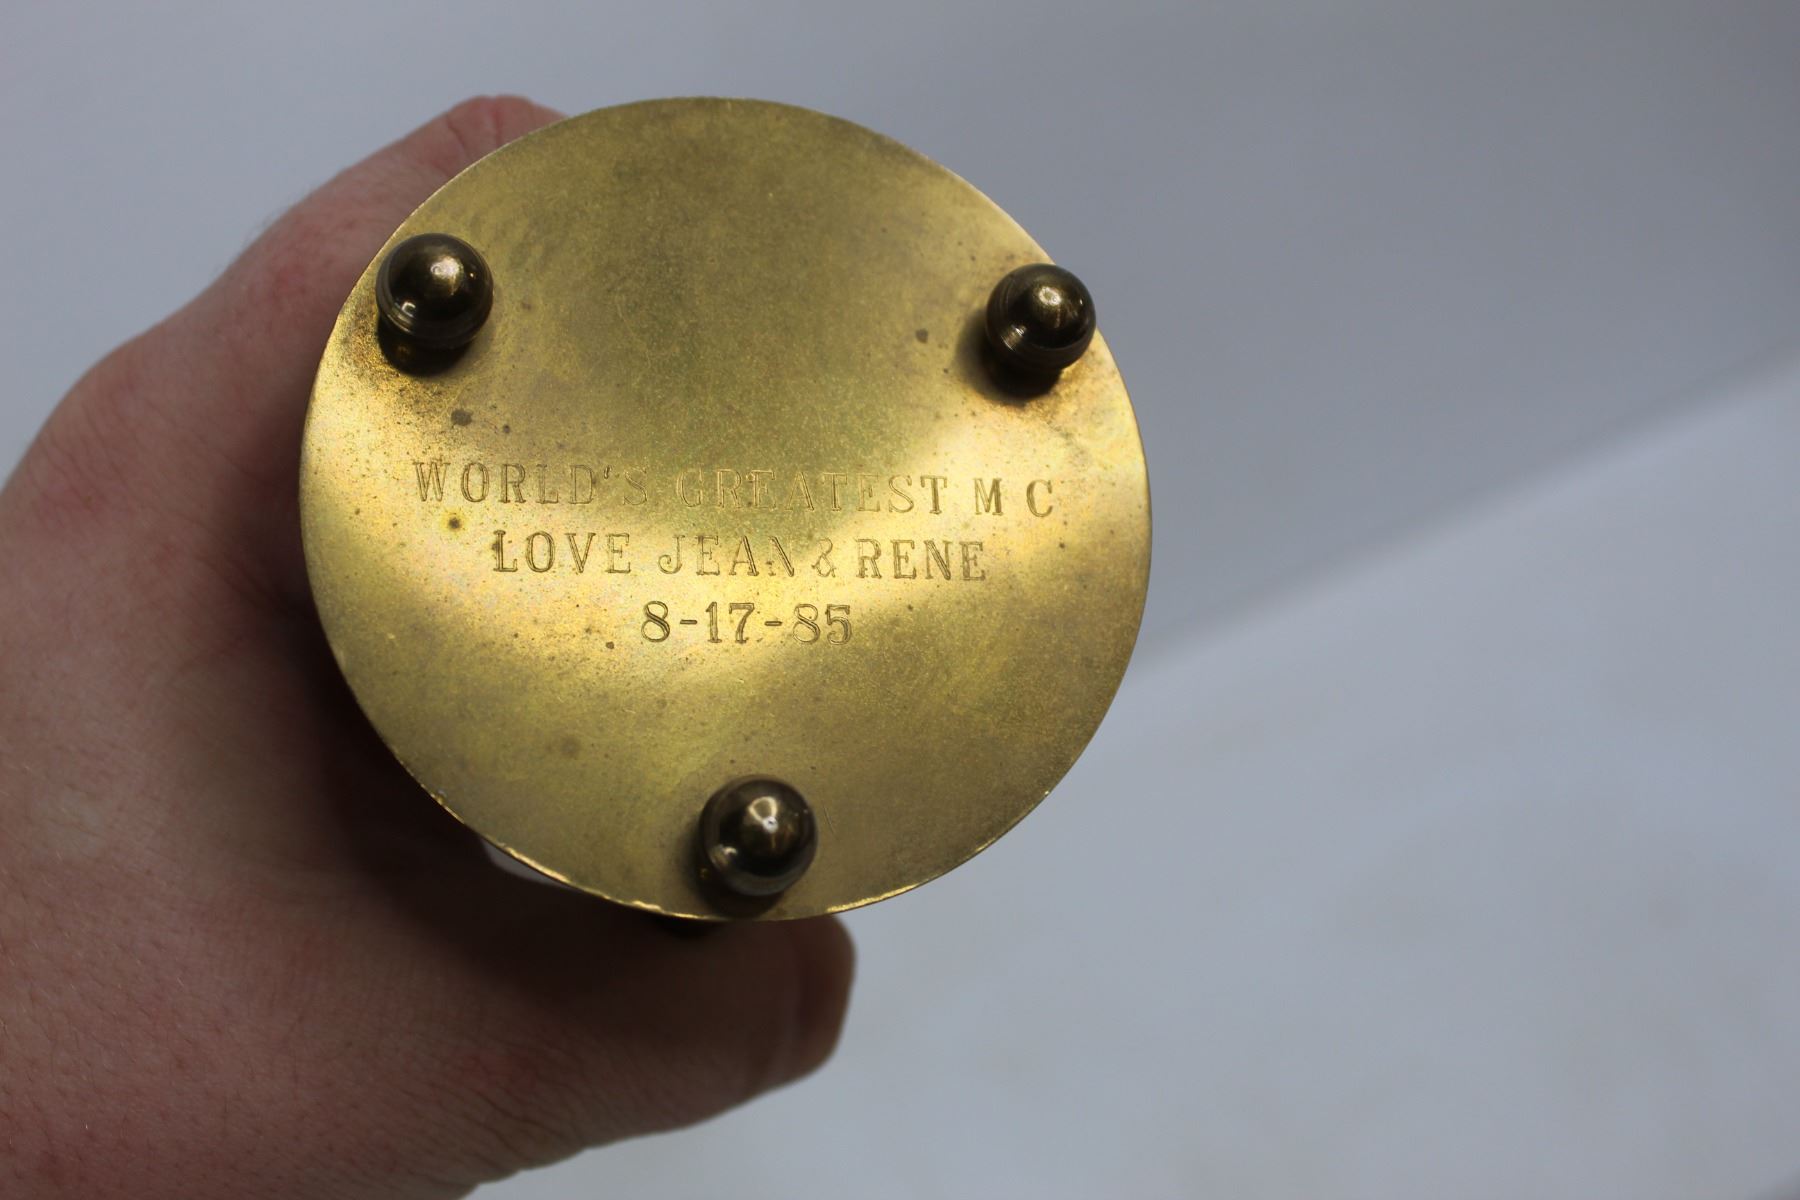 WORLD'S GREATEST M C
LOVE JEAN & RENE
8-17-85